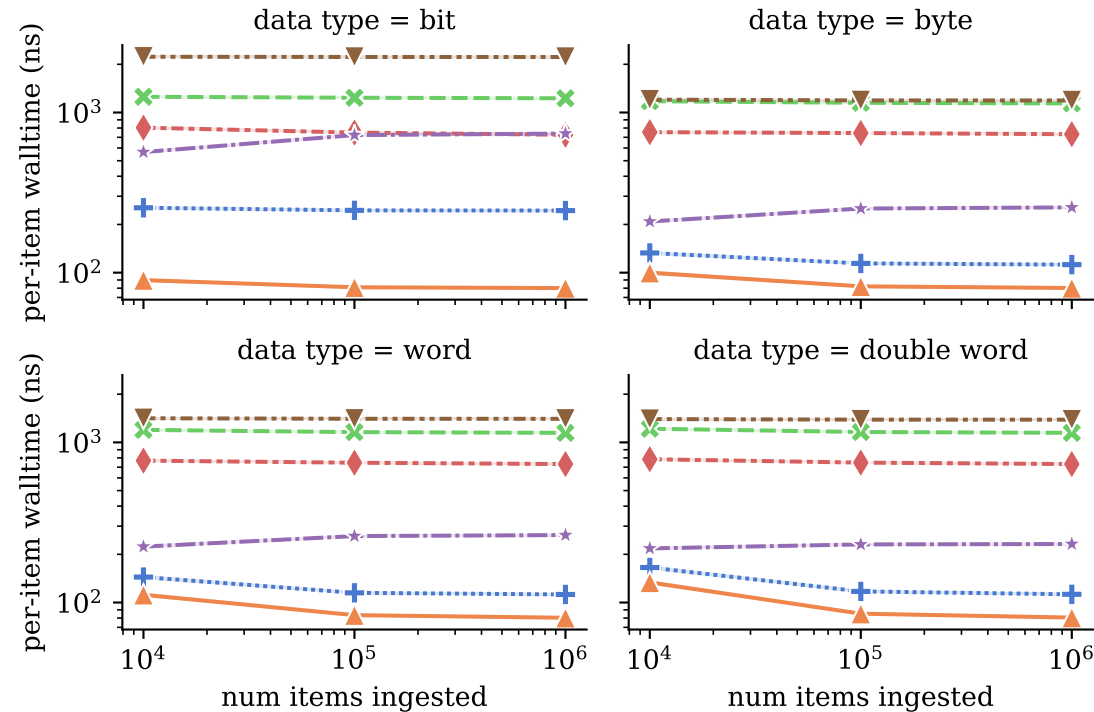 data type = bit
data type = byte
per-item walltime (ns)
10³
10²
data type = word
data type = double word
per-item walltime (ns)
10³
10²
10⁴ 10⁵ 10⁶
10⁴ 10⁵ 10⁶
num items ingested
num items ingested